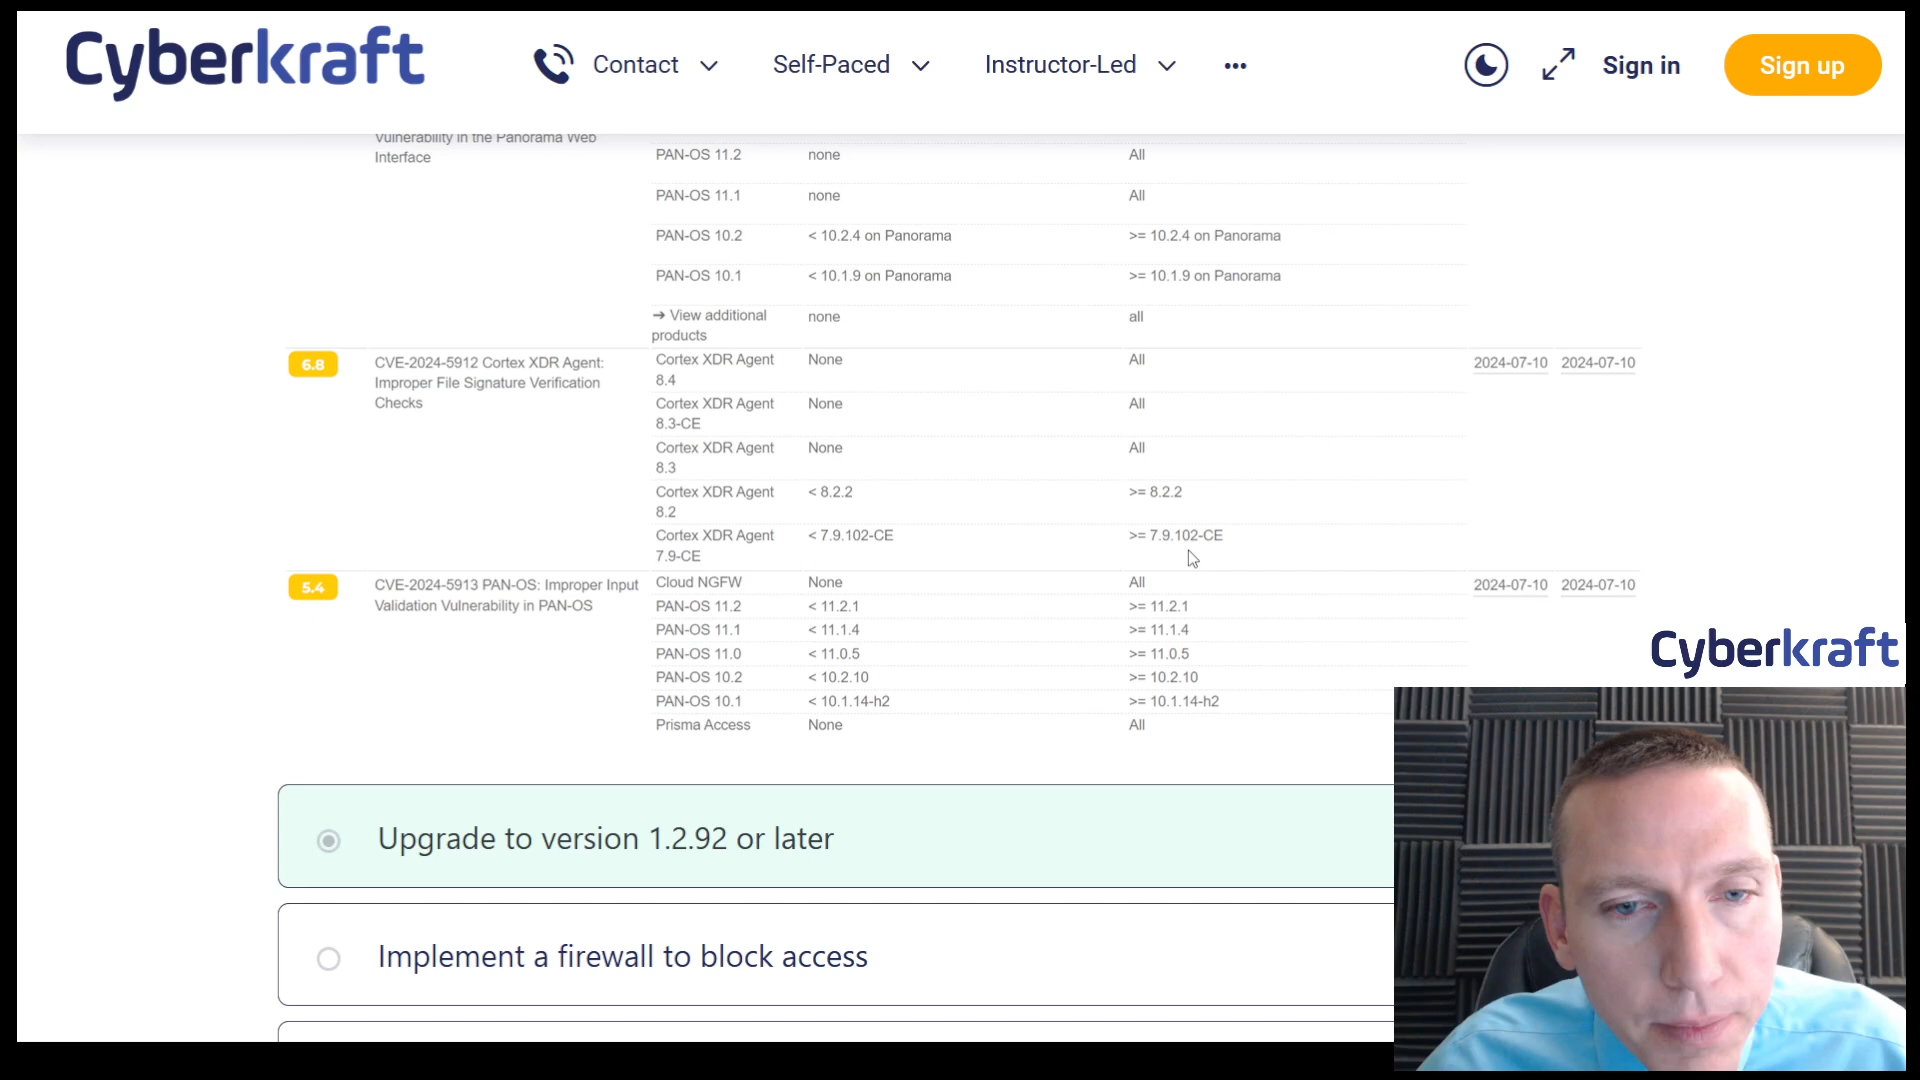 Cyberkraft
Contact
Self-Paced
Instructor-Led
•••
Sign in
Sign up
Vulnerability in the Panorama Web
Interface
PAN-OS 11.2 none All
PAN-OS 11.1 none All
PAN-OS 10.2 < 10.2.4 on Panorama >= 10.2.4 on Panorama
PAN-OS 10.1 < 10.1.9 on Panorama >= 10.1.9 on Panorama
➔ View additional
products
none all
6.8
CVE-2024-5912 Cortex XDR Agent:
Improper File Signature Verification
Checks
Cortex XDR Agent
8.4
None All
2024-07-10 2024-07-10
Cortex XDR Agent
8.3-CE
None All
Cortex XDR Agent
8.3
None All
Cortex XDR Agent
8.2
< 8.2.2 >= 8.2.2
Cortex XDR Agent
7.9-CE
< 7.9.102-CE >= 7.9.102-CE
5.4
CVE-2024-5913 PAN-OS: Improper Input
Validation Vulnerability in PAN-OS
Cloud NGFW None All
2024-07-10 2024-07-10
PAN-OS 11.2 < 11.2.1 >= 11.2.1
PAN-OS 11.1 < 11.1.4 >= 11.1.4
PAN-OS 11.0 < 11.0.5 >= 11.0.5
PAN-OS 10.2 < 10.2.10 >= 10.2.10
PAN-OS 10.1 < 10.1.14-h2 >= 10.1.14-h2
Prisma Access None All
Cyberkraft
Upgrade to version 1.2.92 or later
Implement a firewall to block access